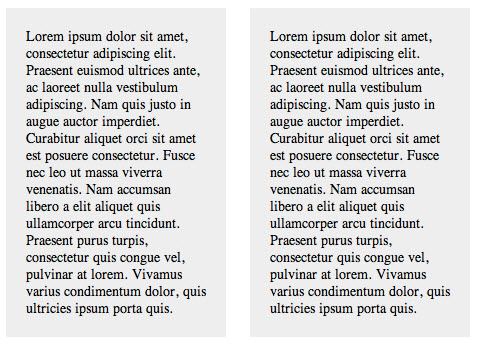 Lorem ipsum dolor sit amet,
consectetur adipiscing elit.
Praesent euismod ultrices ante,
ac laoreet nulla vestibulum
adipiscing. Nam quis justo in
augue auctor imperdiet.
Curabitur aliquet orci sit amet
est posuere consectetur. Fusce
nec leo ut massa viverra
venenatis. Nam accumsan
libero a elit aliquet quis
ullamcorper arcu tincidunt.
Praesent purus turpis,
consectetur quis congue vel,
pulvinar at lorem. Vivamus
varius condimentum dolor, quis
ultricies ipsum porta quis.
Lorem ipsum dolor sit amet,
consectetur adipiscing elit.
Praesent euismod ultrices ante,
ac laoreet nulla vestibulum
adipiscing. Nam quis justo in
augue auctor imperdiet.
Curabitur aliquet orci sit amet
est posuere consectetur. Fusce
nec leo ut massa viverra
venenatis. Nam accumsan
libero a elit aliquet quis
ullamcorper arcu tincidunt.
Praesent purus turpis,
consectetur quis congue vel,
pulvinar at lorem. Vivamus
varius condimentum dolor, quis
ultricies ipsum porta quis.